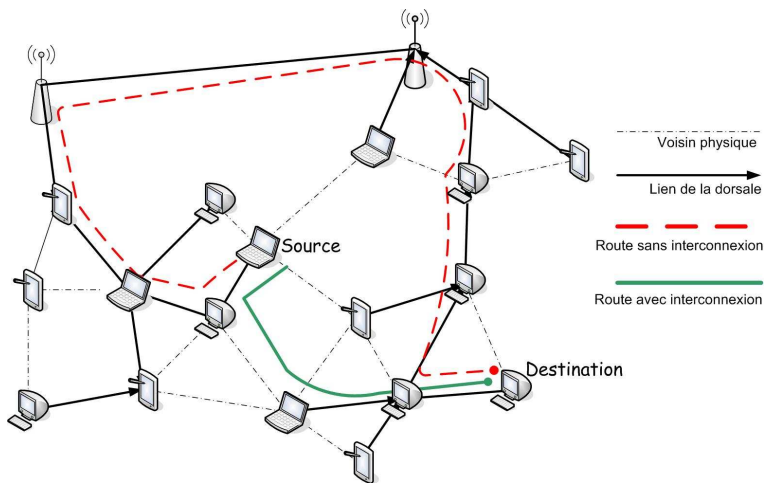 Voisin physique
Lien de la dorsale
Source
Route sans interconnexion
Route avec interconnexion
Destination